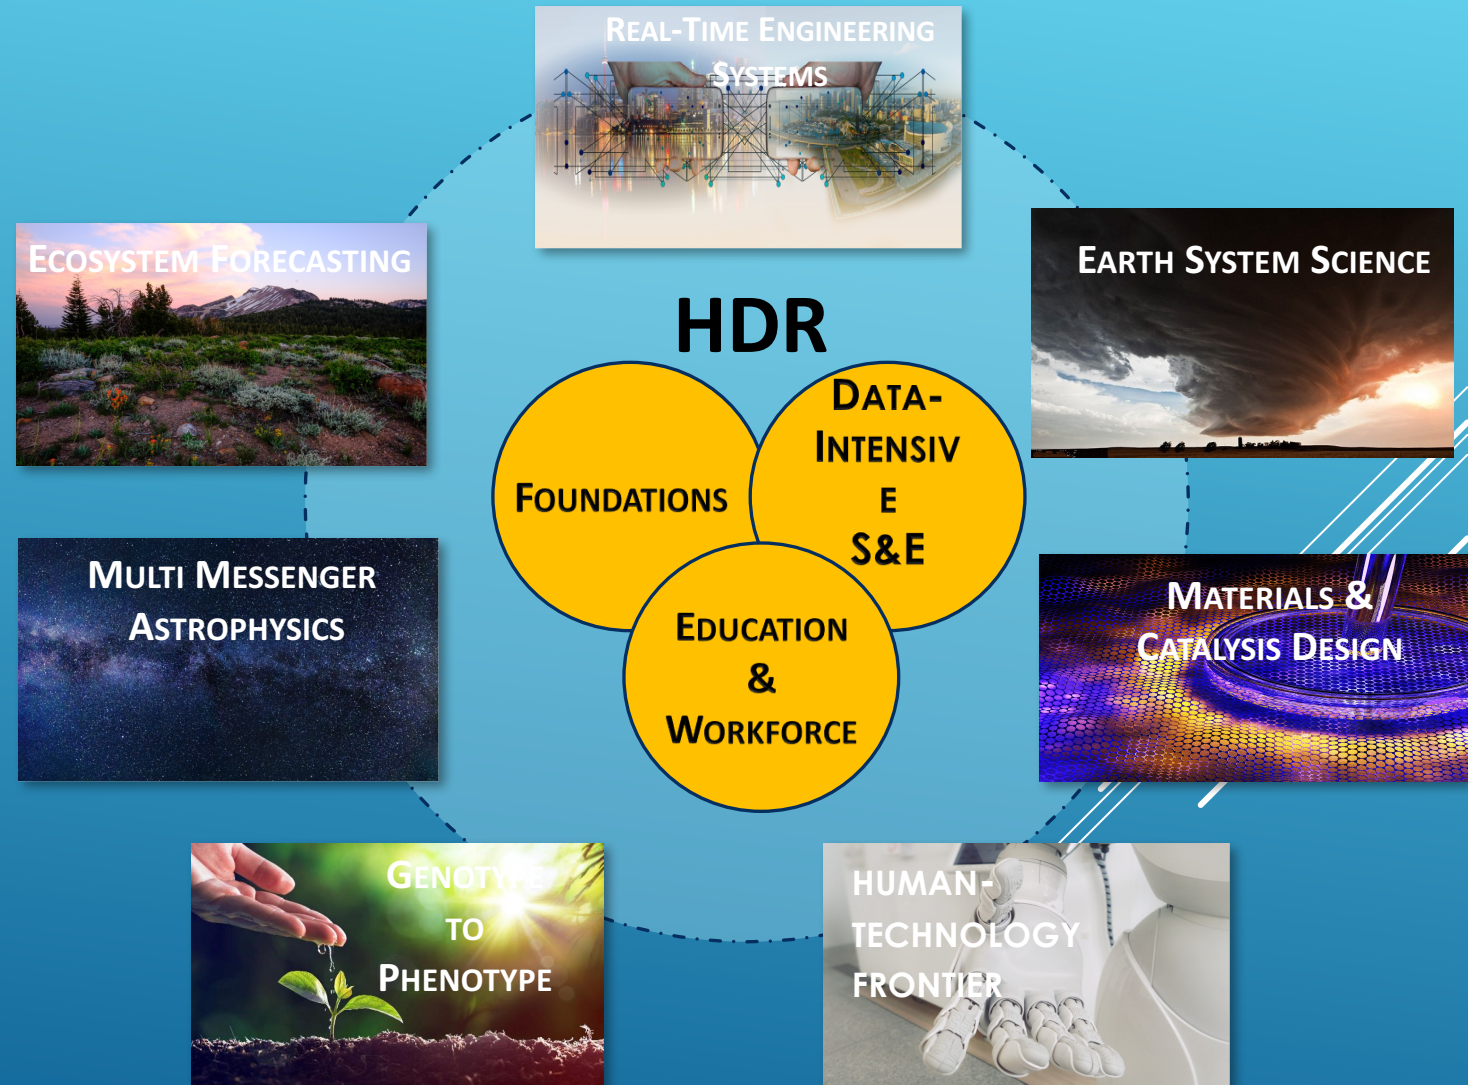 REAL-TIME ENGINEERING
SYSTEMS
ECOSYSTEM FORECASTING
EARTH SYSTEM SCIENCE
HDR
DATA-
INTENSIV
E
S&E
FOUNDATIONS
EDUCATION
&
WORKFORCE
MULTI MESSENGER
ASTROPHYSICS
MATERIALS &
CATALYSIS DESIGN
GENOTYPE
TO
PHENOTYPE
HUMAN-
TECHNOLOGY
FRONTIER